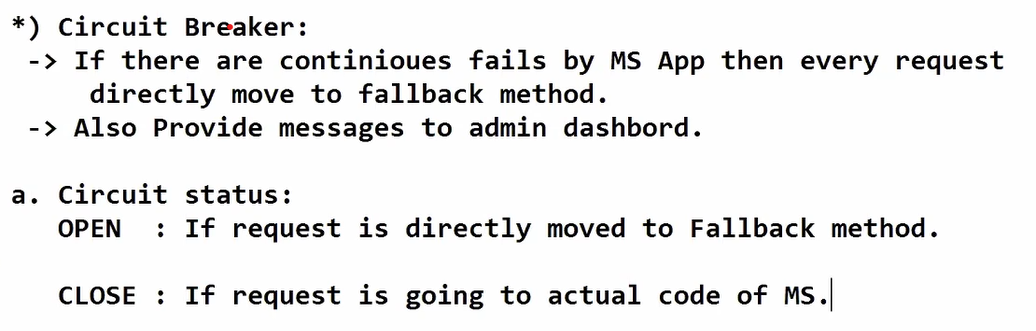 *) Circuit Breaker:
-> If there are continioues fails by MS App then every request
directly move to fallback method.
-> Also Provide messages to admin dashbord.
a. Circuit status:
OPEN : If request is directly moved to Fallback method.
CLOSE : If request is going to actual code of MS.